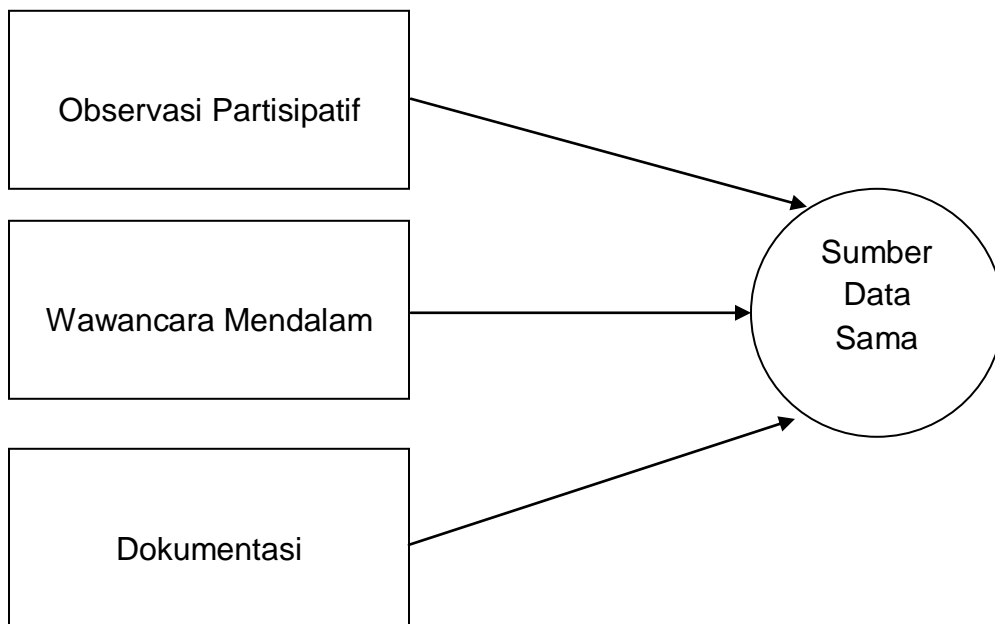 Observasi Partisipatif
Wawancara Mendalam
Dokumentasi
Sumber
Data
Sama